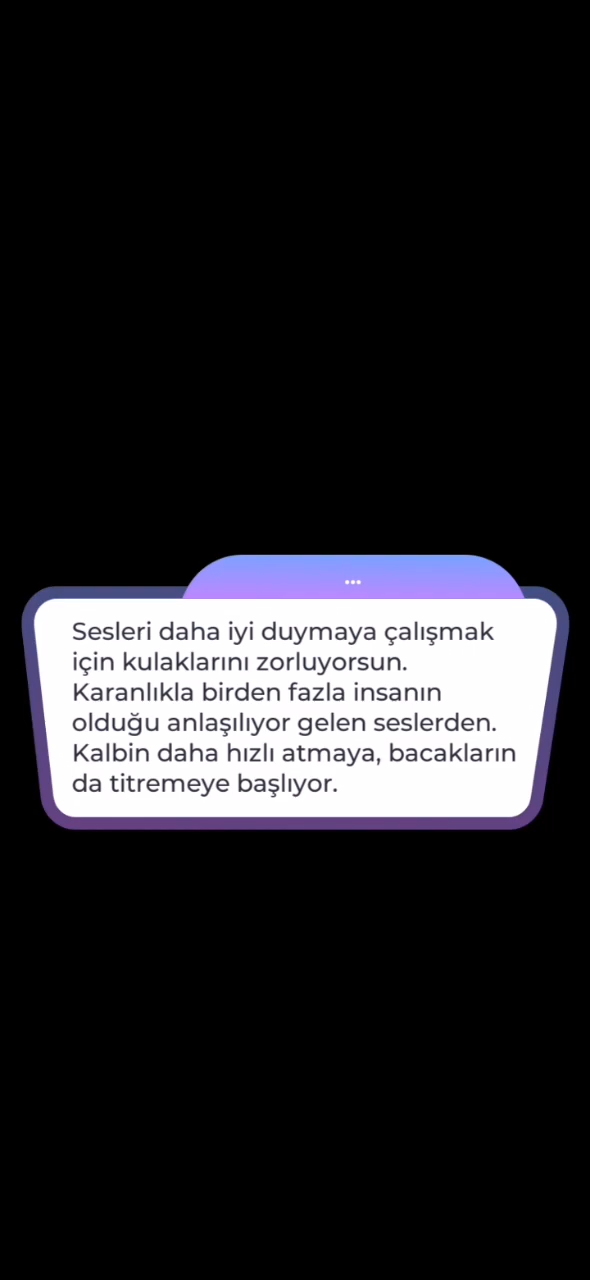 ...
Sesleri daha iyi duymaya çalışmak
için kulaklarını zorluyorsun.
Karanlıkla birden fazla insanın
olduğu anlaşılıyor gelen seslerden.
Kalbin daha hızlı atmaya, bacakların
da titremeye başlıyor.